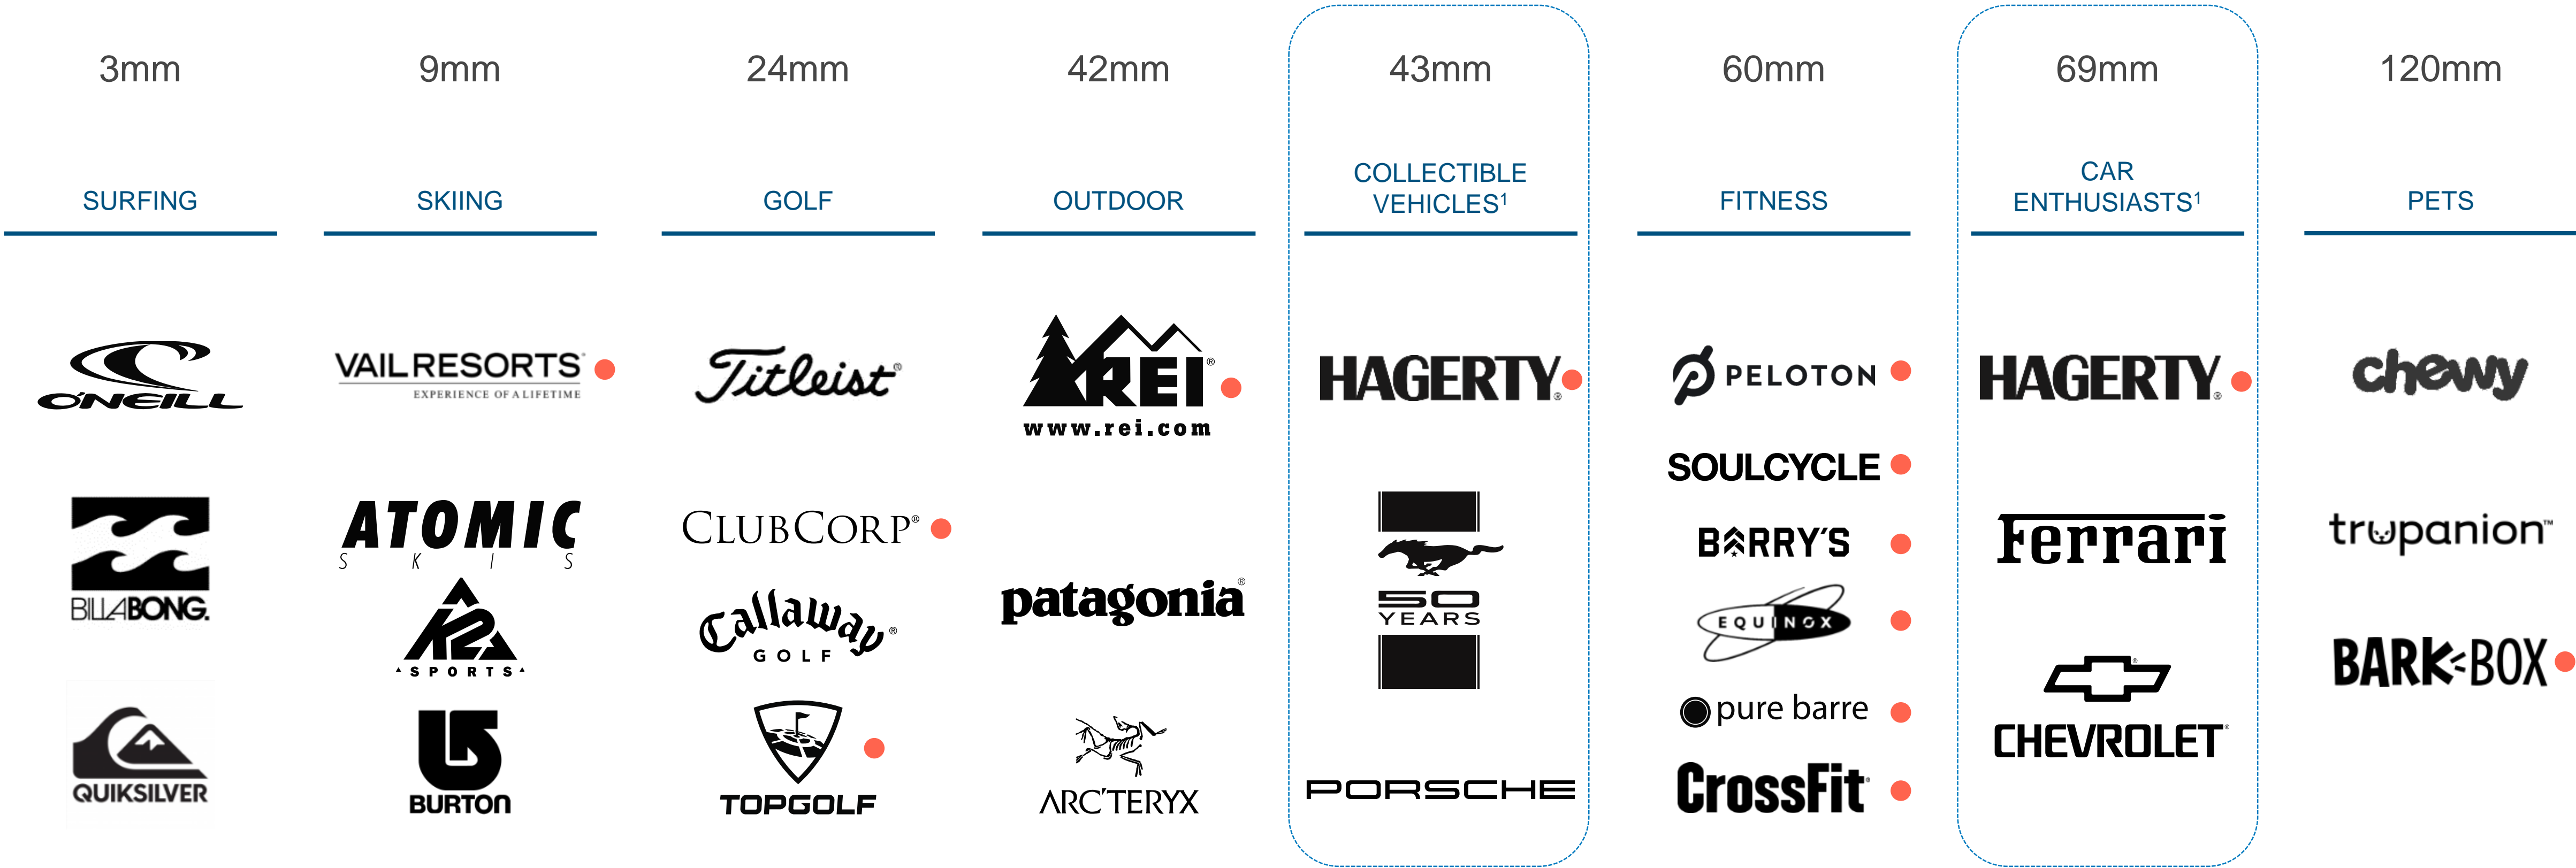 3mm
9mm
24mm
42mm
43mm
60mm
69mm
120mm
SURFING
SKIING
GOLF
OUTDOOR
COLLECTIBLE
VEHICLES¹
FITNESS
CAR
ENTHUSIASTS¹
PETS
O'NEILL
BILLABONG.
QUIKSILVER
VAIL RESORTS®
EXPERIENCE OF A LIFETIME
ATOMIC
SKIS
K2
SPORTS
BURTON
Titleist®
CLUBCORP®
Callaway®
GOLF
TOPGOLF
REI®
www.rei.com
patagonia®
ARC'TERYX
HAGERTY®
50
YEARS
PORSCHE
PELOTON
SOULCYCLE
BARRY'S
EQUINOX
pure barre
CrossFit®
HAGERTY®
Ferrari
CHEVROLET®
chewy
trupanion™
BARK BOX